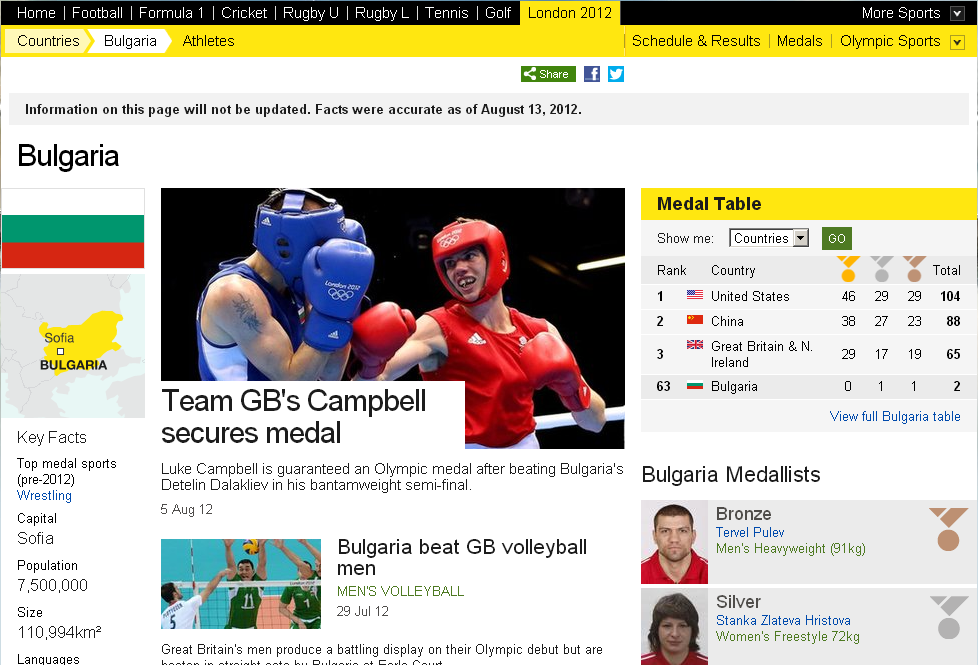 Home | Football | Formula 1 | Cricket | Rugby U | Rugby L | Tennis | Golf London 2012 More Sports
Countries Bulgaria Athletes Schedule & Results | Medals | Olympic Sports
Share
Information on this page will not be updated. Facts were accurate as of August 13, 2012.
Bulgaria
Sofia
BULGARIA
Key Facts
Top medal sports
(pre-2012)
Wrestling
Capital
Sofia
Population
7,500,000
Size
110,994km²
Languages
London 2012
Team GB's Campbell
secures medal
Luke Campbell is guaranteed an Olympic medal after beating Bulgaria's
Detelin Dalakliev in his bantamweight semi-final.
5 Aug 12
Bulgaria beat GB volleyball
men
MEN'S VOLLEYBALL
29 Jul 12
Great Britain's men produce a battling display on their Olympic debut but are
beaten in straight sets by Bulgaria at Earls Court.
Medal Table
Show me: Countries GO
Rank Country Total
1 United States 46 29 29 104
2 China 38 27 23 88
3 Great Britain & N. Ireland 29 17 19 65
63 Bulgaria 0 1 1 2
View full Bulgaria table
Bulgaria Medallists
Bronze
Tervel Pulev
Men's Heavyweight (91kg)
Silver
Stanka Zlateva Hristova
Women's Freestyle 72kg